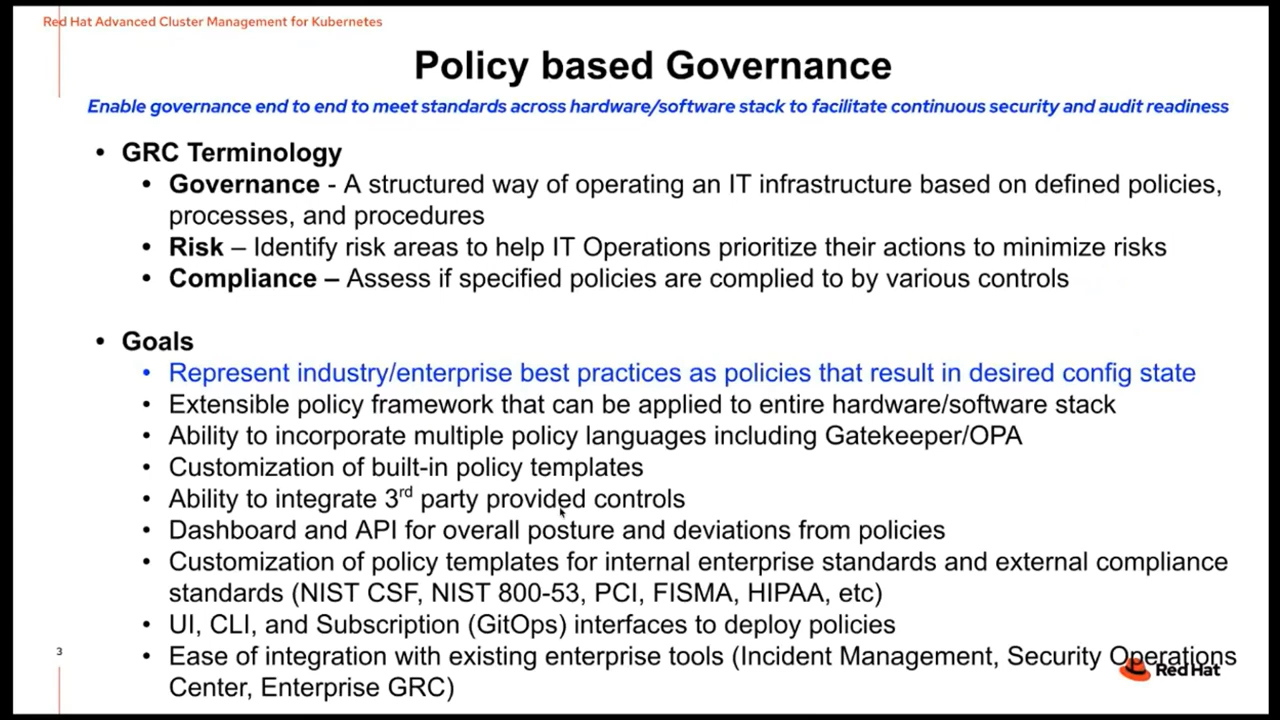 Red Hat Advanced Cluster Management for Kubernetes
Policy based Governance
Enable governance end to end to meet standards across hardware/software stack to facilitate continuous security and audit readiness
• GRC Terminology
• Governance - A structured way of operating an IT infrastructure based on defined policies,
processes, and procedures
• Risk – Identify risk areas to help IT Operations prioritize their actions to minimize risks
• Compliance – Assess if specified policies are complied to by various controls
• Goals
• Represent industry/enterprise best practices as policies that result in desired config state
• Extensible policy framework that can be applied to entire hardware/software stack
• Ability to incorporate multiple policy languages including Gatekeeper/OPA
• Customization of built-in policy templates
• Ability to integrate 3rd party provided controls
• Dashboard and API for overall posture and deviations from policies
• Customization of policy templates for internal enterprise standards and external compliance
standards (NIST CSF, NIST 800-53, PCI, FISMA, HIPAA, etc)
• UI, CLI, and Subscription (GitOps) interfaces to deploy policies
• Ease of integration with existing enterprise tools (Incident Management, Security Operations
Center, Enterprise GRC)
3
Red Hat